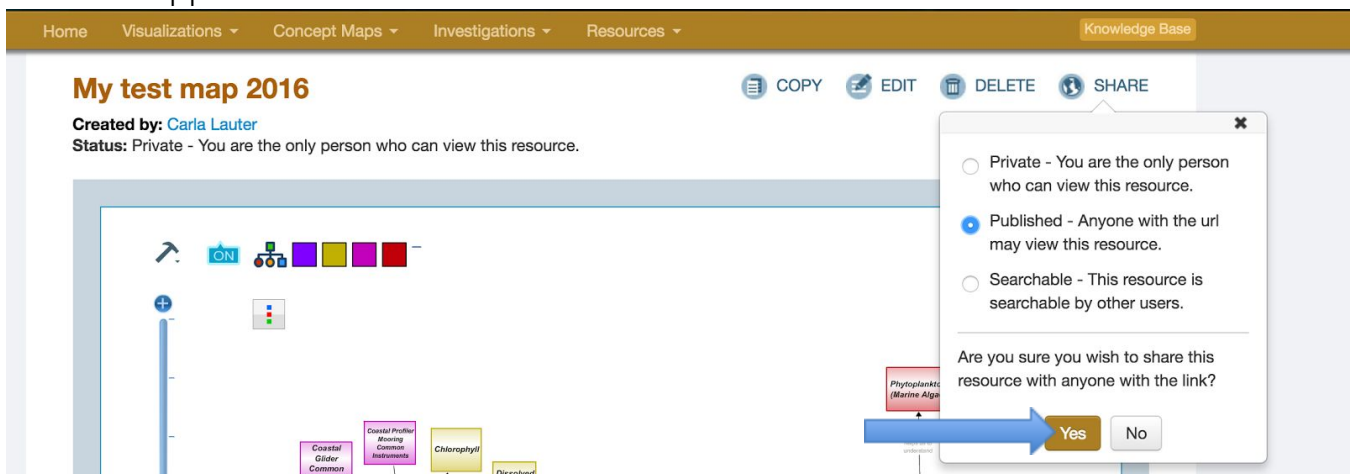 Home Visualizations Concept Maps Investigations Resources Knowledge Base
My test map 2016
COPY EDIT DELETE SHARE
Created by: Carla Lauter
Status: Private - You are the only person who can view this resource.
Private - You are the only person
who can view this resource.
Published - Anyone with the url
may view this resource.
Searchable - This resource is
searchable by other users.
Are you sure you wish to share this
resource with anyone with the link?
Yes No
ON
(Marine
understand
Coastal Profiler
Mooring
Common
Instruments
Chlorophyll
Coastal
Glider
Common
Dissolved